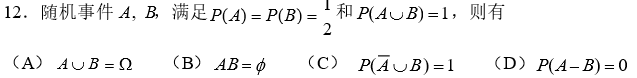 12．随机事件 A, B，满足 P(A) = P(B) = 1/2 和 P(A∪B) = 1，则有
（A） A∪B = Ω （B） AB = ϕ （C） P(A̅∪B) = 1 （D） P(A−B) = 0